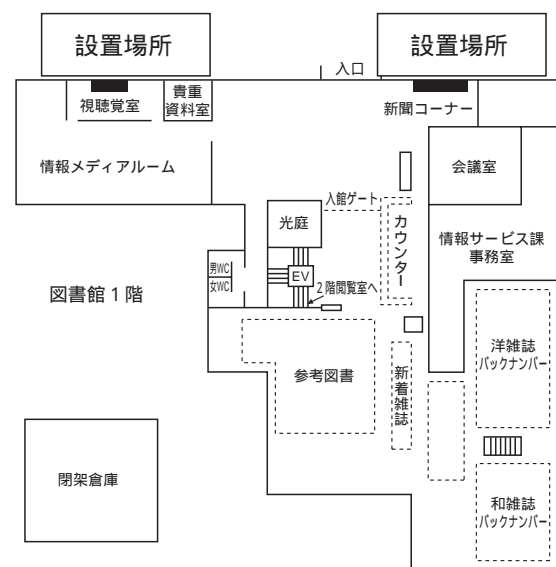 設置場所
設置場所
入口
視聴覚室
貴重
資料室
新聞コーナー
情報メディアルーム
会議室
入館ゲート
光庭
カウンター
情報サービス課
事務室
男WC
女WC
EV
2階閲覧室へ
図書館1階
参考図書
新着雑誌
洋雑誌
バックナンバー
閉架倉庫
和雑誌
バックナンバー